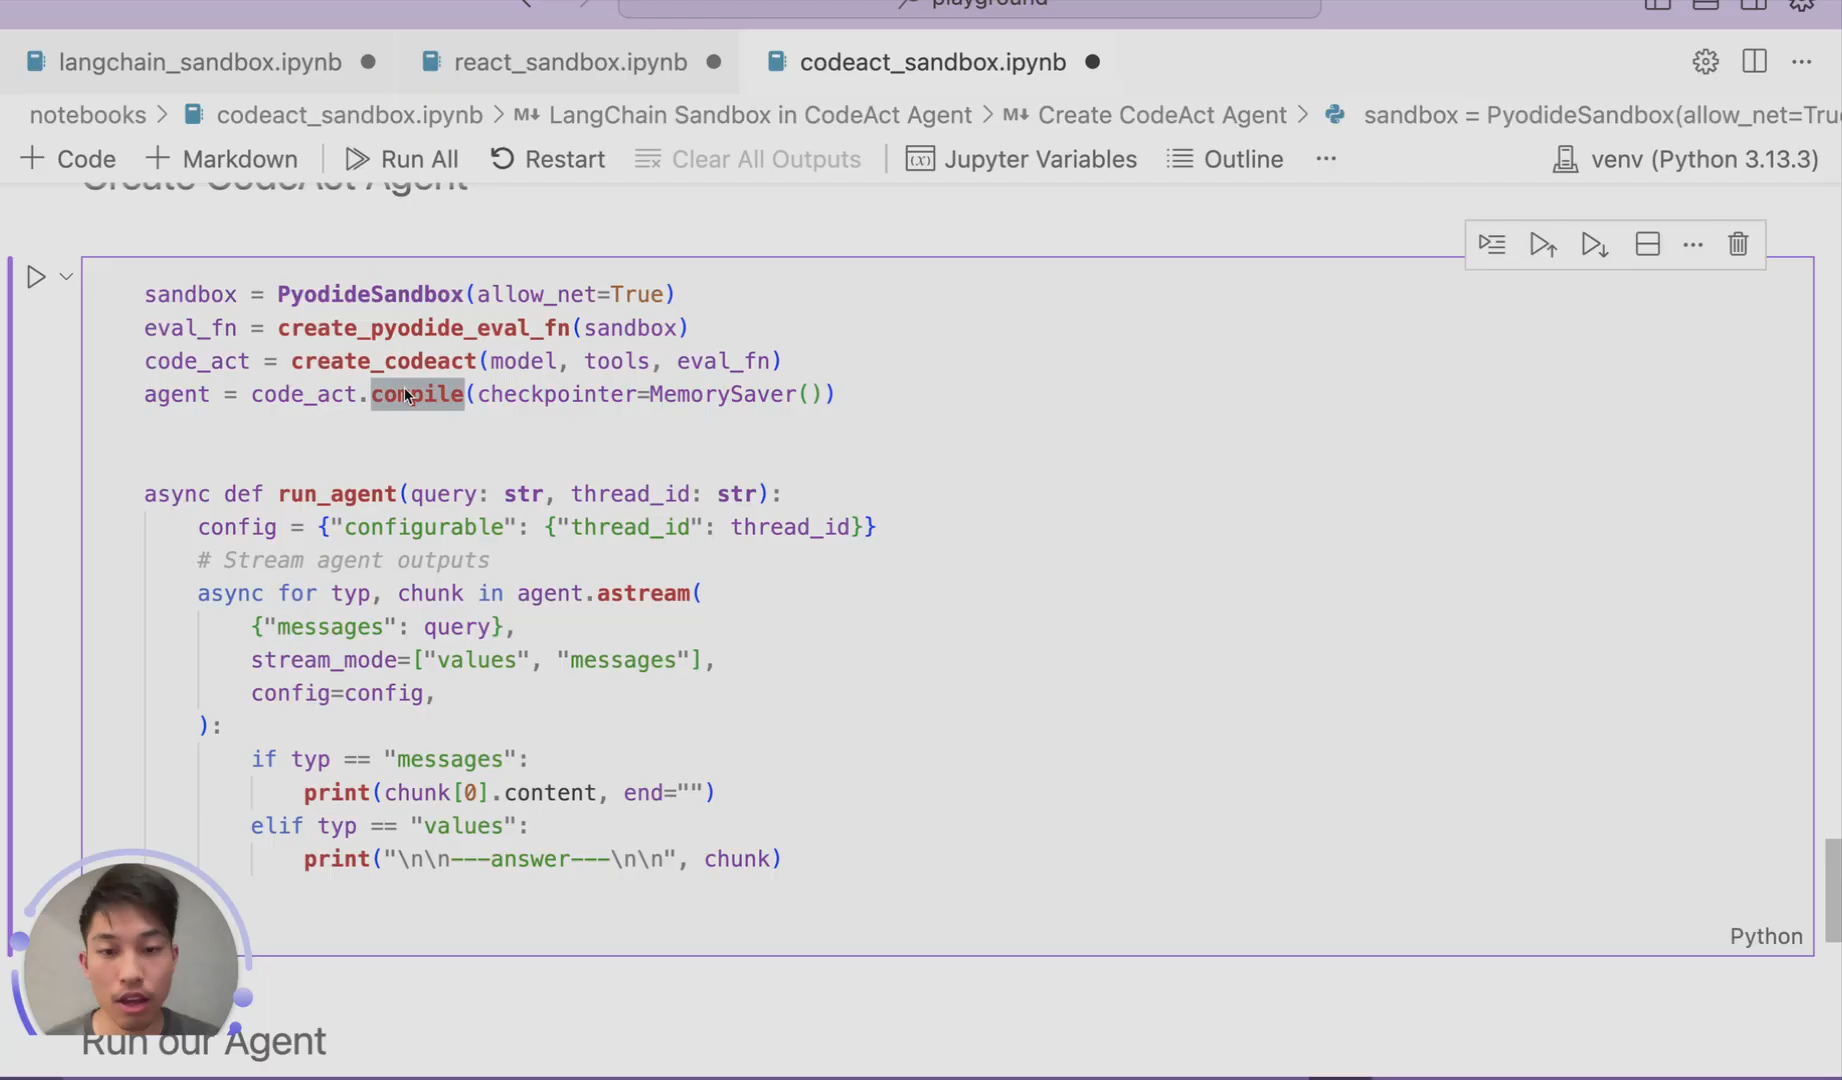 playground
langchain_sandbox.ipynb
react_sandbox.ipynb
codeact_sandbox.ipynb
notebooks > codeact_sandbox.ipynb > M↓ LangChain Sandbox in CodeAct Agent > M↓ Create CodeAct Agent > sandbox = PyodideSandbox(allow_net=True
+ Code + Markdown Run All Restart Clear All Outputs (x) Jupyter Variables Outline ... venv (Python 3.13.3)
Create CodeAct Agent
sandbox = PyodideSandbox(allow_net=True)
eval_fn = create_pyodide_eval_fn(sandbox)
code_act = create_codeact(model, tools, eval_fn)
agent = code_act.compile(checkpointer=MemorySaver())
async def run_agent(query: str, thread_id: str):
config = {"configurable": {"thread_id": thread_id}}
# Stream agent outputs
async for typ, chunk in agent.astream(
{"messages": query},
stream_mode=["values", "messages"],
config=config,
):
if typ == "messages":
print(chunk[0].content, end="")
elif typ == "values":
print("\n\n---answer---\n\n", chunk)
Python
Run our Agent